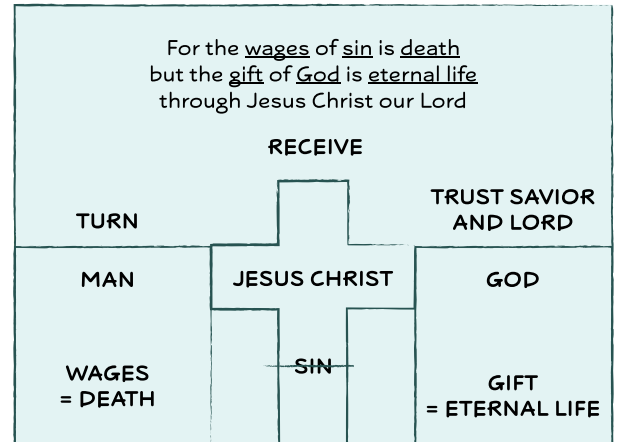 For the wages of sin is death
but the gift of God is eternal life
through Jesus Christ our Lord
RECEIVE
TURN
TRUST SAVIOR
AND LORD
MAN
JESUS CHRIST
GOD
SIN
WAGES
= DEATH
GIFT
= ETERNAL LIFE